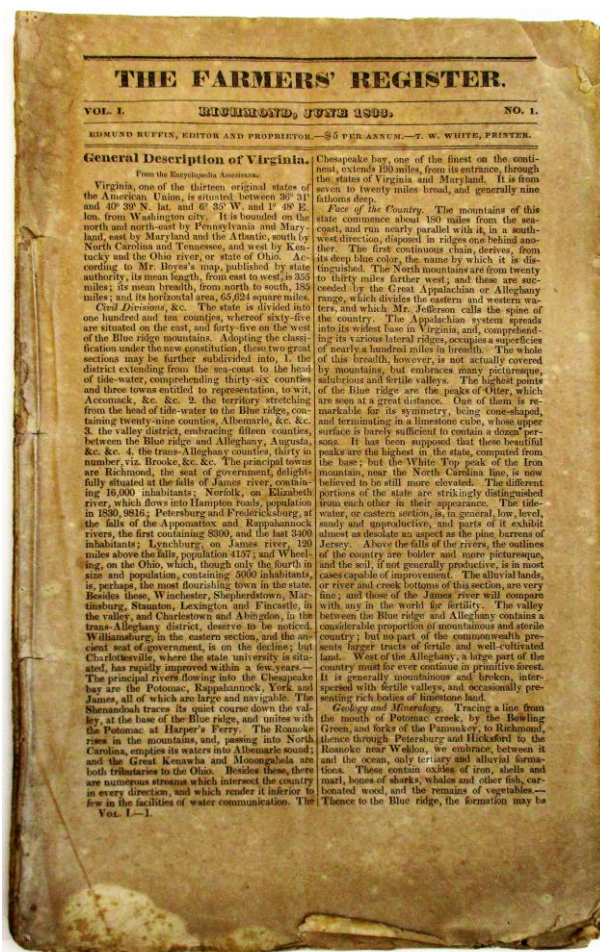 THE FARMERS' REGISTER.
VOL. I. RICHMOND, JUNE 1833. NO. 1.
EDMUND RUFFIN, EDITOR AND PROPRIETOR.—$5 PER ANNUM.—T. W. WHITE, PRINTER.
General Description of Virginia.
From the Encyclopædia Americana.
Virginia, one of the thirteen original states of
the American Union, is situated between 36° 31'
and 40° 39' N. lat. and 6° 35' W. and 1° 48' E.
lon. from Washington city. It is bounded on the
north and north-east by Pennsylvania and Mary-
land, east by Maryland and the Atlantic, south by
North Carolina and Tennessee, and west by Ken-
tucky and the Ohio river, or state of Ohio. Ac-
cording to Mr. Boyes's map, published by state
authority, its mean length, from east to west, is 355
miles; its mean breadth, from north to south, 185
miles; and its horizontal area, 65,624 square miles.
Civil Divisions, &c. The state is divided into
one hundred and ten counties, whereof sixty-five
are situated on the east, and forty-five on the west
of the Blue ridge mountains. Adopting the classi-
fication under the new constitution, these two great
sections may be further subdivided into, 1. the
district extending from the sea-coast to the head
of tide-water, comprehending thirty-six counties
and three towns entitled to representation, to wit,
Accomack, &c. &c. 2. the territory stretching
from the head of tide-water to the Blue ridge, con-
taining twenty-nine counties, Albemarle, &c. &c.
3. the valley district, embracing fifteen counties,
between the Blue ridge and Alleghany, Augusta,
&c. &c. 4. the trans-Alleghany counties, thirty in
number, viz. Brooke, &c. &c. The principal towns
are Richmond, the seat of government, delight-
fully situated at the falls of James river, contain-
ing 16,000 inhabitants; Norfolk, on Elizabeth
river, which flows into Hampton roads, population
in 1830, 9816; Petersburg and Fredericksburg, at
the falls of the Appomattox and Rappahannock
rivers, the first containing 8300, and the last 3400
inhabitants; Lynchburg, on James river, 120
miles above the falls, population 4157; and Wheel-
ing, on the Ohio, which, though only the fourth in
size and population, containing 5000 inhabitants,
is, perhaps, the most flourishing town in the state.
Besides those, Winchester, Shepherdstown, Mar-
tinsburg, Staunton, Lexington and Fincastle, in
the valley, and Charlestown and Abingdon, in the
trans-Alleghany district, deserve to be noticed.
Williamsburg, in the eastern section, and the an-
cient seat of government, is on the decline; but
Charlottesville, where the state university is situ-
ated, has rapidly improved within a few years.—
The principal rivers flowing into the Chesapeake
bay are the Potomac, Rappahannock, York and
James, all of which are large and navigable. The
Shenandoah traces its quiet course down the val-
ley, at the base of the Blue ridge, and unites with
the Potomac at Harper's Ferry. The Roanoke
rises in the mountains, and, passing into North
Carolina, empties its waters into Albemarle sound;
and the Great Kenawha and Monongahela are
both tributaries to the Ohio. Besides these, there
are numerous streams which intersect the country
in every direction, and which render it inferior to
few in the facilities of water communication. The
VOL. I.—1.
Chesapeake bay, one of the finest on the conti-
nent, extends 190 miles, from its entrance, through
the states of Virginia and Maryland. It is from
seven to twenty miles broad, and generally nine
fathoms deep.
Face of the Country. The mountains of this
state commence about 180 miles from the sea-
coast, and run nearly parallel with it, in a south-
west direction, disposed in ridges one behind ano-
ther. The first continuous chain, derives, from
its deep blue color, the name by which it is dis-
tinguished. The North mountains are from twenty
to thirty miles farther west; and these are suc-
ceeded by the Great Appalachian or Alleghany
range, which divides the eastern and western wa-
ters, and which Mr. Jefferson calls the spine of
the country. The Appalachian system spreads
into its widest base in Virginia, and, comprehend-
ing its various lateral ridges, occupies a superficies
of nearly a hundred miles in breadth. The whole
of this breadth, however, is not actually covered
by mountains, but embraces many picturesque,
salubrious and fertile valleys. The highest points
of the Blue ridge are the peaks of Otter, which
are seen at a great distance. One of them is re-
markable for its symmetry, being cone-shaped,
and terminating in a limestone cube, whose upper
surface is barely sufficient to contain a dozen per-
sons. It has been supposed that these beautiful
peaks are the highest in the state, computed from
the base; but the White Top peak of the Iron
mountain, near the North Carolina line, is now
believed to be still more elevated. The different
portions of the state are strikingly distinguished
from each other in their appearance. The tide-
water, or eastern section, is, in general, low, level,
sandy and unproductive, and parts of it exhibit
almost as desolate an aspect as the pine barrens of
Jersey. Above the falls of the rivers, the outlines
of the country are bolder and more picturesque,
and the soil, if not generally productive, is in most
cases capable of improvement. The alluvial lands,
or river and creek bottoms of this section, are very
fine; and those of the James river will compare
with any in the world for fertility. The valley
between the Blue ridge and Alleghany contains a
considerable proportion of mountainous and sterile
country; but no part of the commonwealth pre-
sents larger tracts of fertile and well-cultivated
land. West of the Alleghany, a large part of the
country must for ever continue in primitive forest.
It is generally mountainous and broken, inter-
spersed with fertile valleys, and occasionally pre-
senting rich bodies of limestone land.
Geology and Mineralogy. Tracing a line from
the mouth of Potomac creek, by the Bowling
Green, and forks of the Pamunkey, to Richmond,
thence through Petersburg and Hicksford to the
Roanoke near Weldon, we embrace, between it
and the ocean, only tertiary and alluvial forma-
tions. These contain oxides of iron, shells and
marl, bones of sharks, whales and other fish, car-
bonated wood, and the remains of vegetables.—
Thence to the Blue ridge, the formation may be